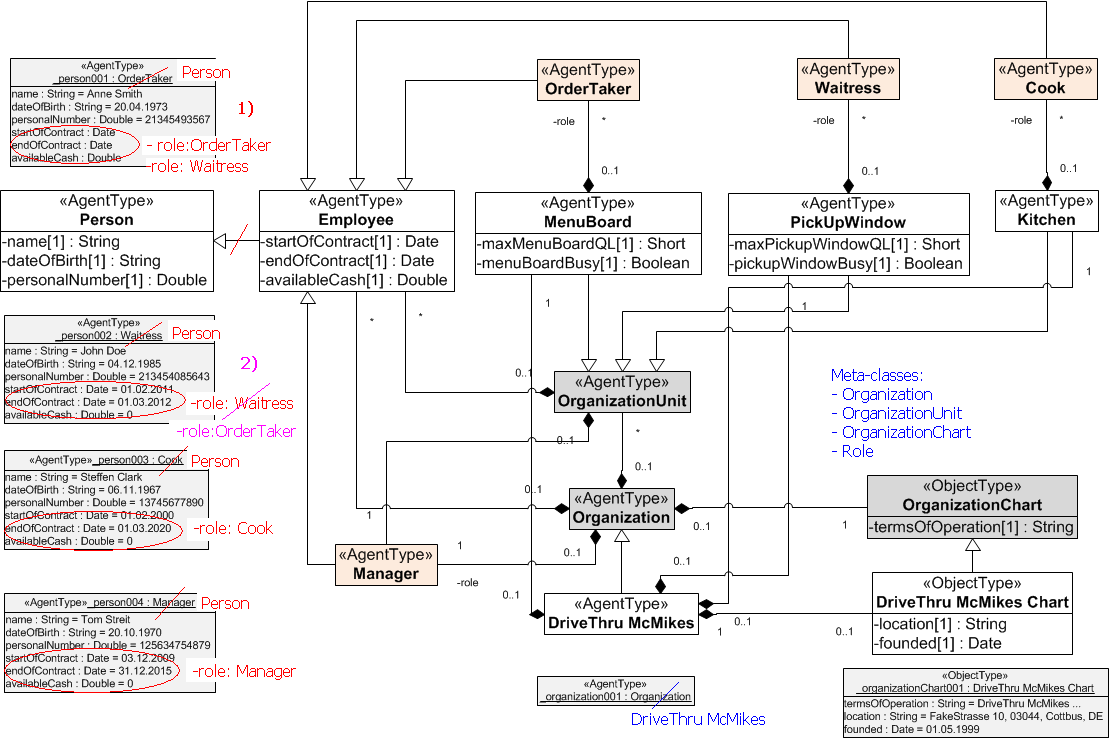 «AgentType»
_person001 : OrderTaker
Person
name : String = Anne Smith
dateOfBirth : String = 20.04.1973
personalNumber : Double = 21345493567
startOfContract : Date
endOfContract : Date
availableCash : Double
1)
- role:OrderTaker
-role: Waitress
«AgentType»
OrderTaker
«AgentType»
Waitress
«AgentType»
Cook
-role
*
-role
*
-role
*
0..1
0..1
0..1
«AgentType»
Person
-name[1] : String
-dateOfBirth[1] : String
-personalNumber[1] : Double
«AgentType»
Employee
-startOfContract[1] : Date
-endOfContract[1] : Date
-availableCash[1] : Double
«AgentType»
MenuBoard
-maxMenuBoardQL[1] : Short
-menuBoardBusy[1] : Boolean
«AgentType»
PickUpWindow
-maxPickupWindowQL[1] : Short
-pickupWindowBusy[1] : Boolean
«AgentType»
Kitchen
1
1
1
*
*
«AgentType»
_person002 : Waitress
Person
name : String = John Doe
dateOfBirth : String = 04.12.1985
personalNumber : Double = 213454085643
startOfContract : Date = 01.02.2011
endOfContract : Date = 01.03.2012
availableCash : Double = 0
2)
-role: Waitress
-role:OrderTaker
0..1
«AgentType»
OrganizationUnit
0..1
*
0..1
Meta-classes:
- Organization
- OrganizationUnit
- OrganizationChart
- Role
«AgentType» _person003 : Cook
Person
name : String = Steffen Clark
dateOfBirth : String = 06.11.1967
personalNumber : Double = 13745677890
startOfContract : Date = 01.02.2000
endOfContract : Date = 01.03.2020
availableCash : Double = 0
-role: Cook
0..1
«AgentType»
Organization
0..1
1
«ObjectType»
OrganizationChart
-termsOfOperation[1] : String
1
1
0..1
«AgentType»
Manager
-role
0..1
0..1
«AgentType»
DriveThru McMikes
0..1
1
0..1
«ObjectType»
DriveThru McMikes Chart
-location[1] : String
-founded[1] : Date
«AgentType» _person004 : Manager
Person
name : String = Tom Streit
dateOfBirth : String = 20.10.1970
personalNumber : Double = 125634754879
startOfContract : Date = 03.12.2009
endOfContract : Date = 31.12.2015
availableCash : Double = 0
-role: Manager
«AgentType»
_organization001 : Organization
DriveThru McMikes
«ObjectType»
_organizationChart001 : DriveThru McMikes Chart
termsOfOperation : String = DriveThru McMikes ...
location : String = FakeStrasse 10, 03044, Cottbus, DE
founded : Date = 01.05.1999